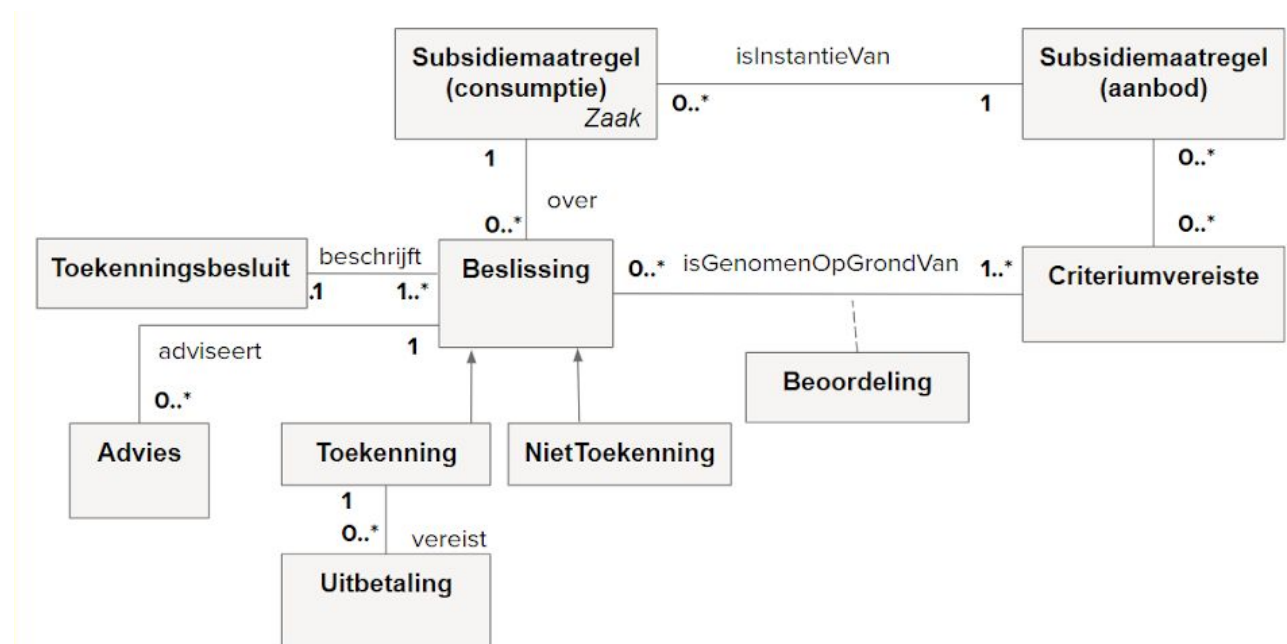 Subsidiemaatregel
(consumptie)
Zaak
isInstantieVan
0..*
1
Subsidiemaatregel
(aanbod)
1
over
0..*
0..*
0..*
Toekenningsbesluit
beschrijft
.1
1..*
Beslissing
0..*
isGenomenOpGrondVan
1..*
Criteriumvereiste
adviseert
1
0..*
Beoordeling
Advies
Toekenning
NietToekenning
1
0..*
vereist
Uitbetaling